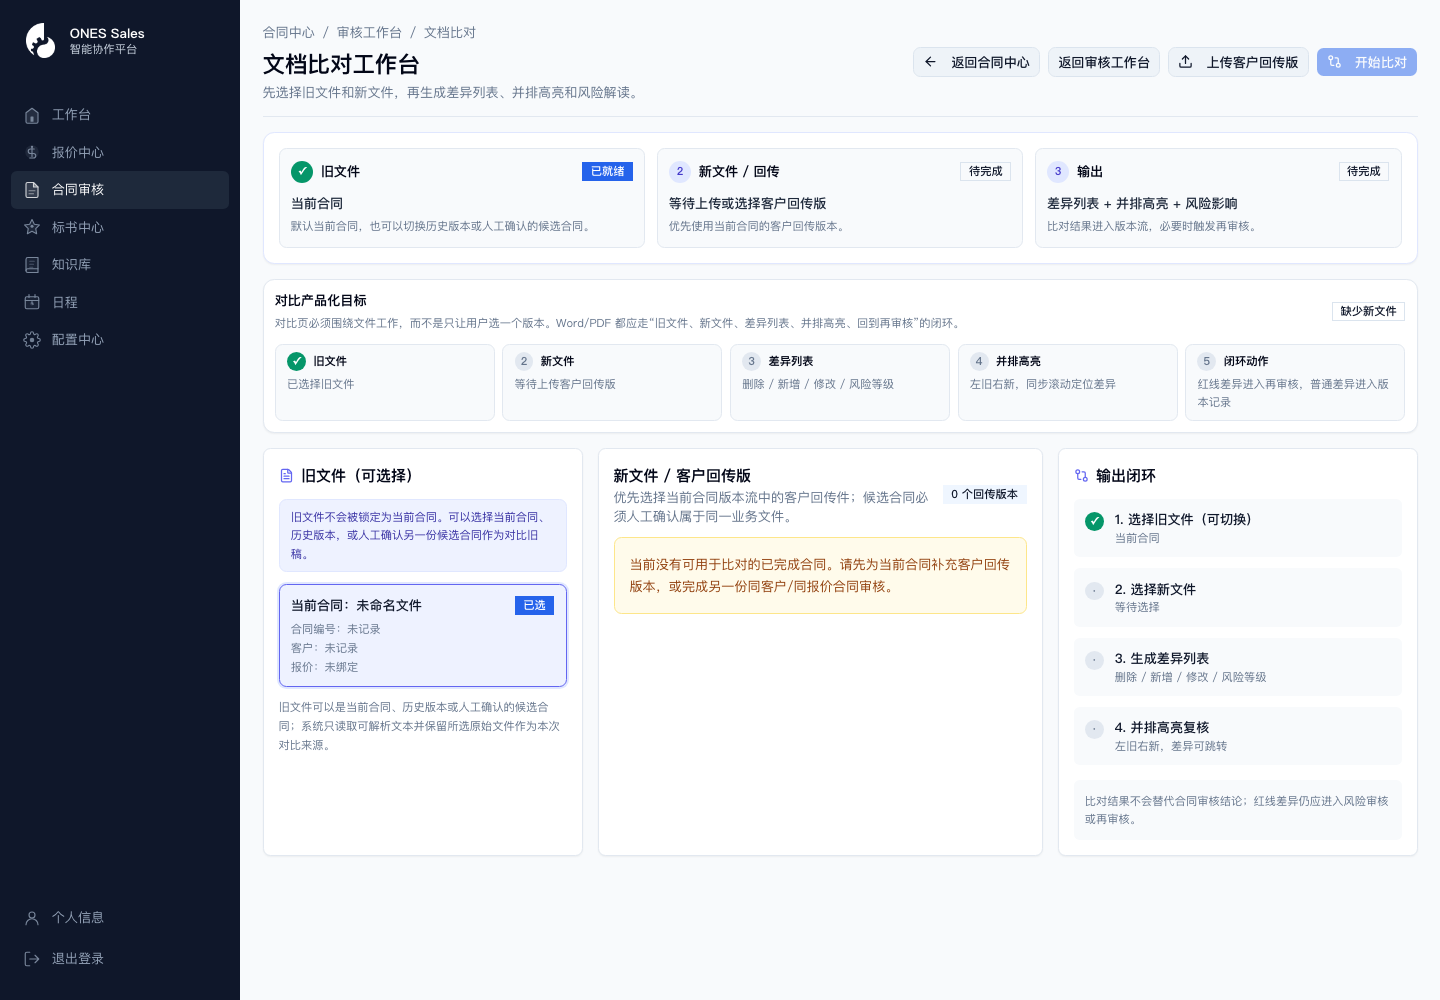 ONES Sales
智能协作平台
工作台
报价中心
合同审核
标书中心
知识库
日程
配置中心
个人信息
退出登录
合同中心 / 审核工作台 / 文档比对
文档比对工作台
先选择旧文件和新文件，再生成差异列表、并排高亮和风险解读。
返回合同中心
返回审核工作台
上传客户回传版
开始比对
旧文件
已就绪
当前合同
默认当前合同，也可以切换历史版本或人工确认的候选合同。
2 新文件 / 回传
待完成
等待上传或选择客户回传版
优先使用当前合同的客户回传版本。
3 输出
待完成
差异列表 + 并排高亮 + 风险影响
比对结果进入版本流，必要时触发再审核。
对比产品化目标
对比页必须围绕文件工作，而不是只让用户选一个版本。Word/PDF 都应走“旧文件、新文件、差异列表、并排高亮、回到再审核”的闭环。
缺少新文件
旧文件
已选择旧文件
2 新文件
等待上传客户回传版
3 差异列表
删除 / 新增 / 修改 / 风险等级
4 并排高亮
左旧右新，同步滚动定位差异
5 闭环动作
红线差异进入再审核，普通差异进入版
本记录
旧文件（可选择）
旧文件不会被锁定为当前合同。可以选择当前合同、
历史版本，或人工确认另一份候选合同作为对比旧
稿。
当前合同：未命名文件
已选
合同编号：未记录
客户：未记录
报价：未绑定
旧文件可以是当前合同、历史版本或人工确认的候选合
同；系统只读取可解析文本并保留所选原始文件作为本次
对比来源。
新文件 / 客户回传版
优先选择当前合同版本流中的客户回传件；候选合同必
须人工确认属于同一业务文件。
0 个回传版本
当前没有可用于比对的已完成合同。请先为当前合同补充客户回传
版本，或完成另一份同客户/同报价合同审核。
输出闭环
1. 选择旧文件（可切换）
当前合同
2. 选择新文件
等待选择
3. 生成差异列表
删除 / 新增 / 修改 / 风险等级
4. 并排高亮复核
左旧右新，差异可跳转
比对结果不会替代合同审核结论；红线差异仍应进入风险审核
或再审核。